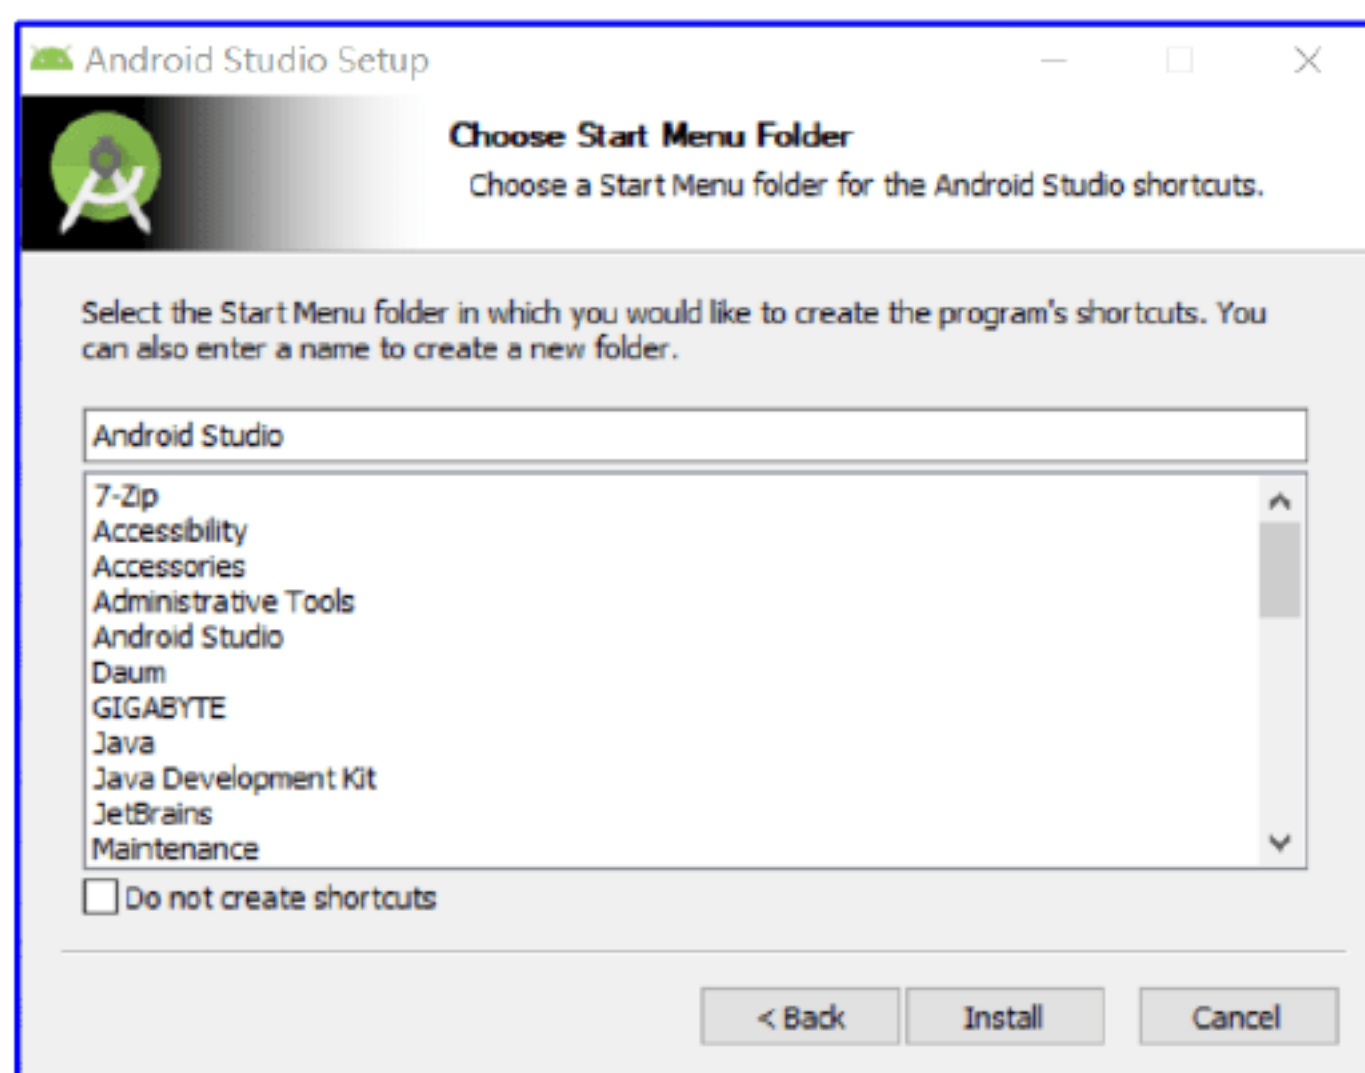 Android Studio Setup
Choose Start Menu Folder
Choose a Start Menu folder for the Android Studio shortcuts.
Select the Start Menu folder in which you would like to create the program's shortcuts. You
can also enter a name to create a new folder.
Android Studio
7-Zip
Accessibility
Accessories
Administrative Tools
Android Studio
Daum
GIGABYTE
Java
Java Development Kit
JetBrains
Maintenance
Do not create shortcuts
< Back
Install
Cancel